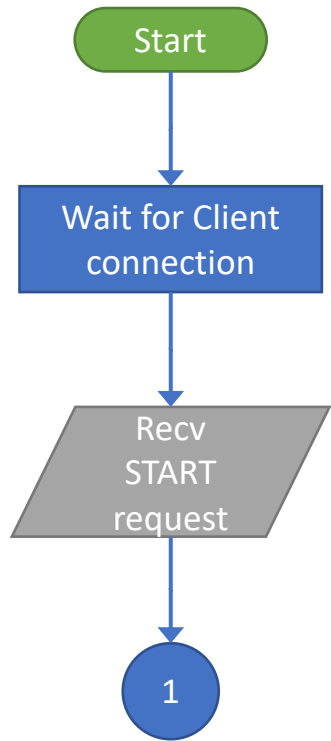 Start
Wait for Client
connection
Recv
START
request
1